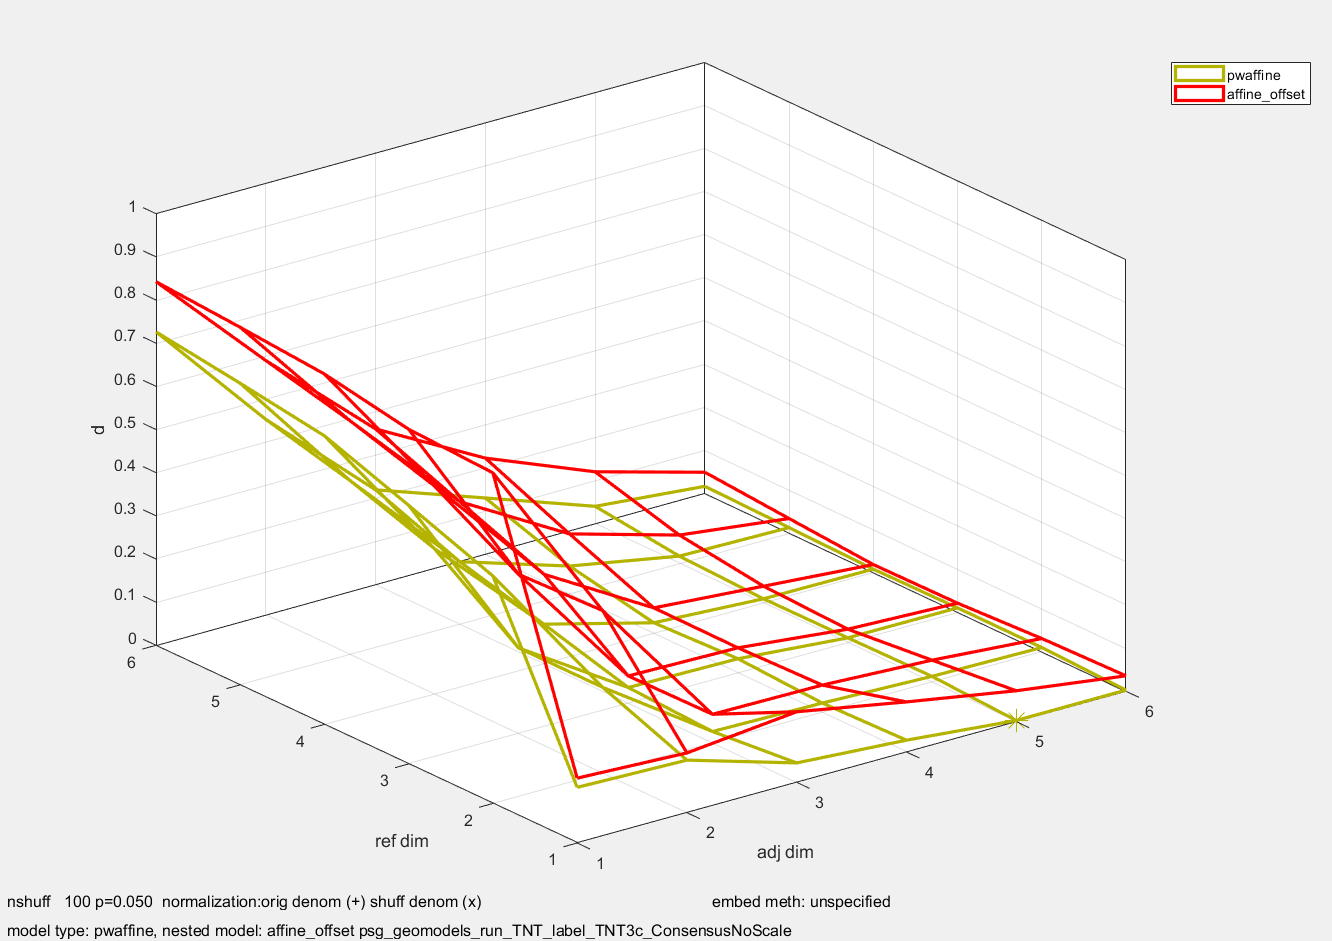 pwaffine
affine_offset
1
0.9
0.8
0.7
0.6
0.5
0.4
0.3
0.2
0.1
0
d
6
5
4
3
2
1
ref dim
1
2
3
4
5
6
adj dim
nshuff 100 p=0.050 normalization:orig denom (+) shuff denom (x)
embed meth: unspecified
model type: pwaffine, nested model: affine_offset psg_geomodels_run_TNT_label_TNT3c_ConsensusNoScale